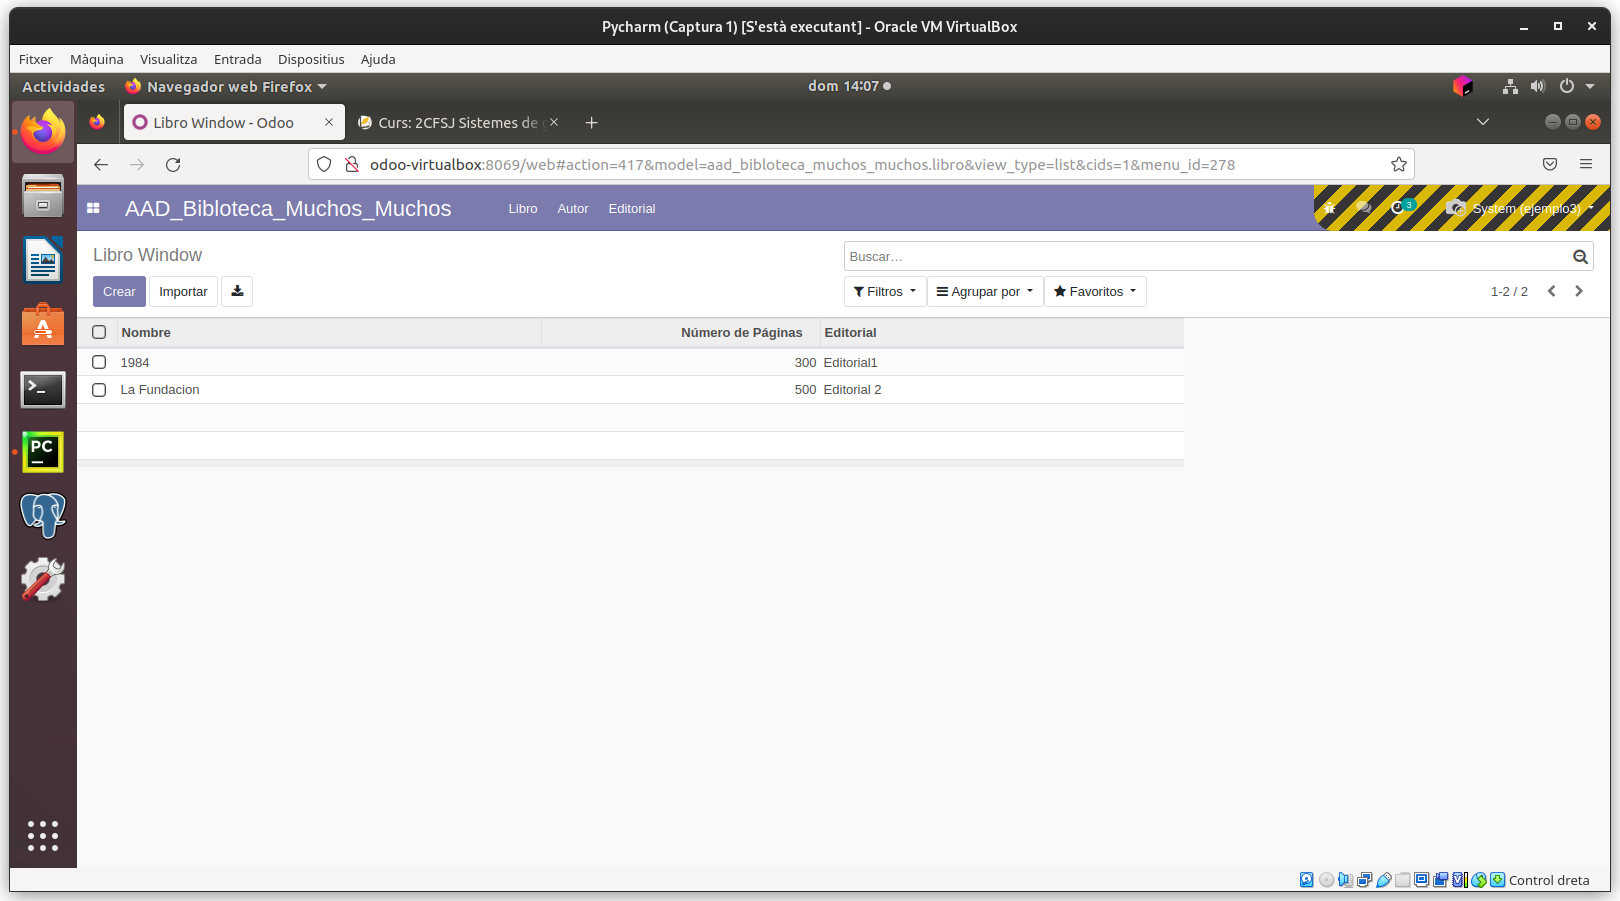 Pycharm (Captura 1) [S'està executant] - Oracle VM VirtualBox
Fitxer Màquina Visualitza Entrada Dispositius Ajuda
Actividades Navegador web Firefox dom 14:07
Libro Window - Odoo Curs: 2CFSJ Sistemes de
odoo-virtualbox:8069/web#action=417&model=aad_bibloteca_muchos_muchos.libro&view_type=list&cids=1&menu_id=278
AAD_Bibloteca_Muchos_Muchos Libro Autor Editorial 3 System (ejemplo3)
Libro Window Buscar...
Crear Importar Filtros Agrupar por Favoritos 1-2 / 2
Nombre Número de Páginas Editorial
1984 300 Editorial1
La Fundacion 500 Editorial 2
PC
Control dreta